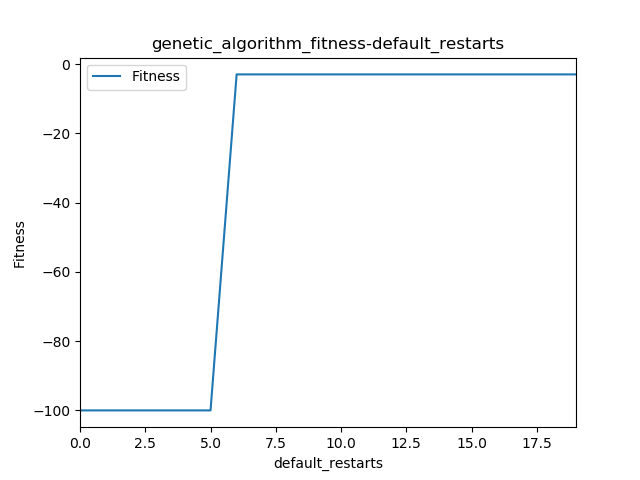 genetic_algorithm_fitness-default_restarts
Fitness
0
−20
−40
−60
−80
−100
Fitness
0.0 2.5 5.0 7.5 10.0 12.5 15.0 17.5
default_restarts